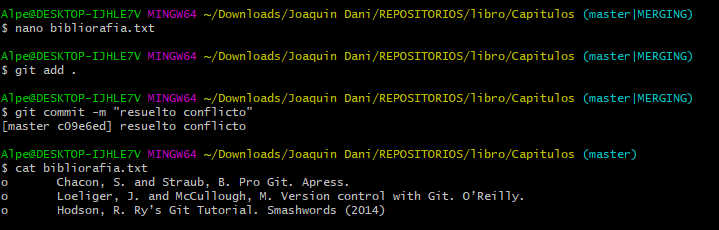 Alpe@DESKTOP-IJHLE7V MINGW64 ~/Downloads/Joaquin Dani/REPOSITORIOS/libro/Capitulos (master|MERGING)
$ nano bibliorafia.txt
Alpe@DESKTOP-IJHLE7V MINGW64 ~/Downloads/Joaquin Dani/REPOSITORIOS/libro/Capitulos (master|MERGING)
$ git add .
Alpe@DESKTOP-IJHLE7V MINGW64 ~/Downloads/Joaquin Dani/REPOSITORIOS/libro/Capitulos (master|MERGING)
$ git commit -m "resuelto conflicto"
[master c09e6ed] resuelto conflicto
Alpe@DESKTOP-IJHLE7V MINGW64 ~/Downloads/Joaquin Dani/REPOSITORIOS/libro/Capitulos (master)
$ cat bibliorafia.txt
o Chacon, S. and Straub, B. Pro Git. Apress.
o Loeliger, J. and McCullough, M. Version control with Git. O'Reilly.
o Hodson, R. Ry's Git Tutorial. Smashwords (2014)